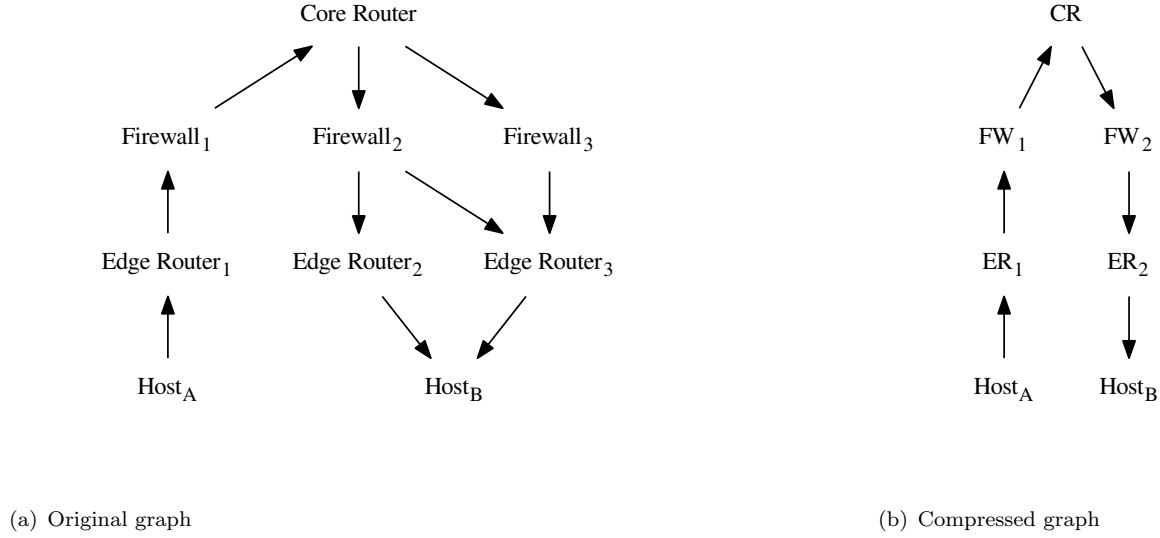 Core Router
CR
Firewall1
Firewall2
Firewall3
FW1
FW2
Edge Router1
Edge Router2
Edge Router3
ER1
ER2
HostA
HostB
HostA
HostB
(a) Original graph
(b) Compressed graph